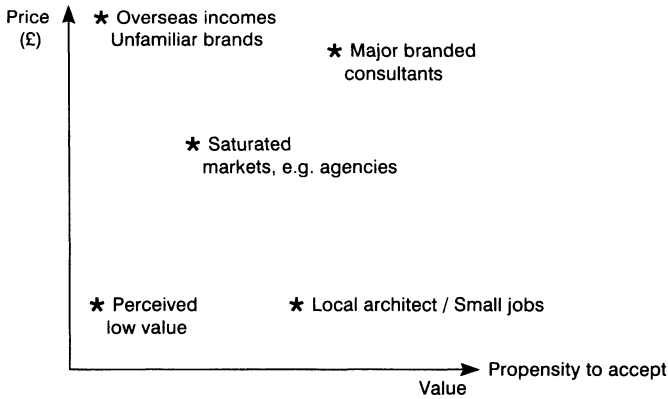 Price
(£)
★ Overseas incomes
Unfamiliar brands
★ Major branded
consultants
★ Saturated
markets, e.g. agencies
★ Perceived
low value
★ Local architect / Small jobs
Propensity to accept
Value